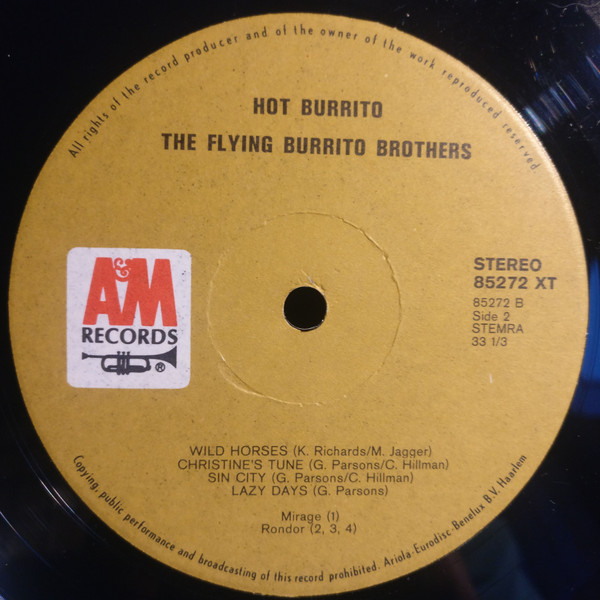 All rights of the record producer and of the owner of the work reproduced reserved
HOT BURRITO
THE FLYING BURRITO BROTHERS
A&M
RECORDS
®
STEREO
85272 XT
85272 B
Side 2
STEMRA
33 1/3
WILD HORSES (K. Richards/M. Jagger)
CHRISTINE'S TUNE (G. Parsons/C. Hillman)
SIN CITY (G. Parsons/C. Hillman)
LAZY DAYS (G. Parsons)
Mirage (1)
Rondor (2, 3, 4)
Copying, public performance and broadcasting of this record prohibited. Ariola-Eurodisc-Benelux B.V. Haarlem